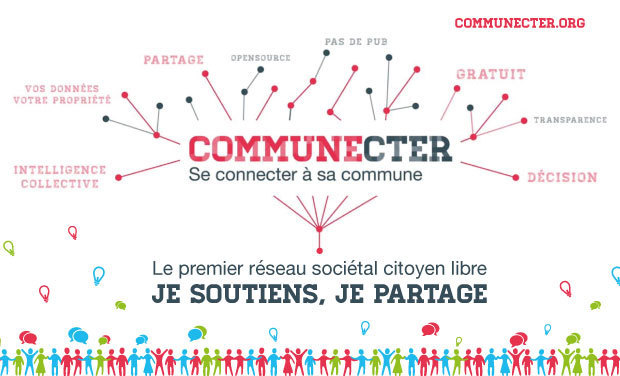 COMMUNECTER.ORG
PAS DE PUB
PARTAGE
OPENSOURCE
GRATUIT
VOS DONNÉES
VOTRE PROPRIÉTÉ
TRANSPARENCE
COMMUNECTER
Se connecter à sa commune
INTELLIGENCE
COLLECTIVE
DÉCISION
Le premier réseau sociétal citoyen libre
JE SOUTIENS, JE PARTAGE